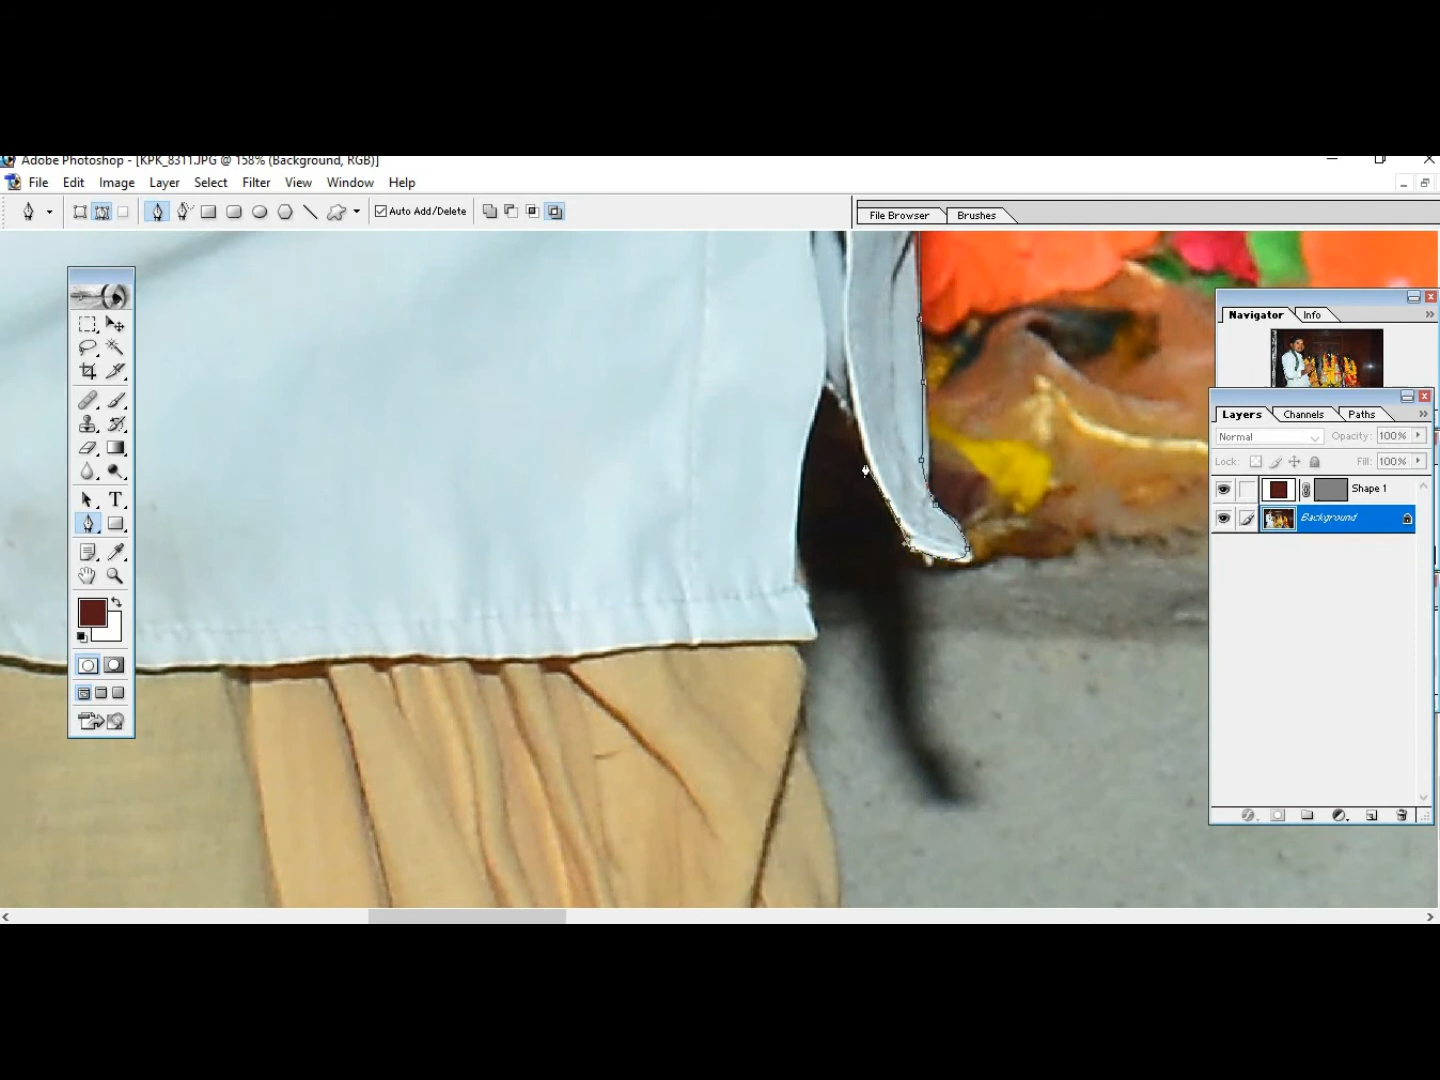 Adobe Photoshop - [KPK_8311.JPG @ 158% (Background, RGB)]
File Edit Image Layer Select Filter View Window Help
Auto Add/Delete
File Browser Brushes
Navigator Info
Layers Channels Paths
Normal Opacity: 100%
Lock: Fill: 100%
Shape 1
Background